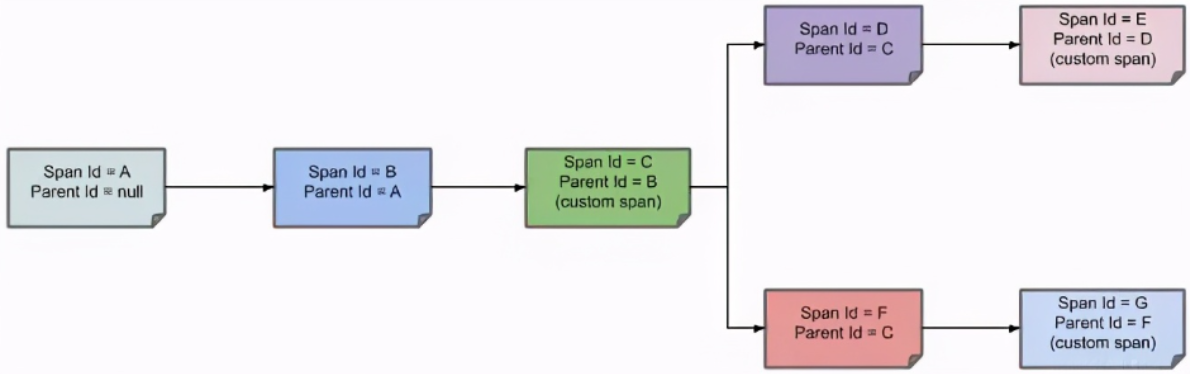 Span Id = A
Parent Id = null
Span Id = B
Parent Id = A
Span Id = C
Parent Id = B
(custom span)
Span Id = D
Parent Id = C
Span Id = E
Parent Id = D
(custom span)
Span Id = F
Parent Id = C
Span Id = G
Parent Id = F
(custom span)